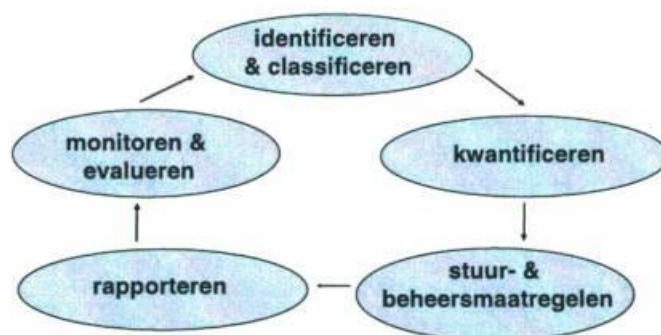 identificeren
& classificeren
kwantificeren
stuur- &
beheersmaatregelen
rapporteren
monitoren &
evalueren